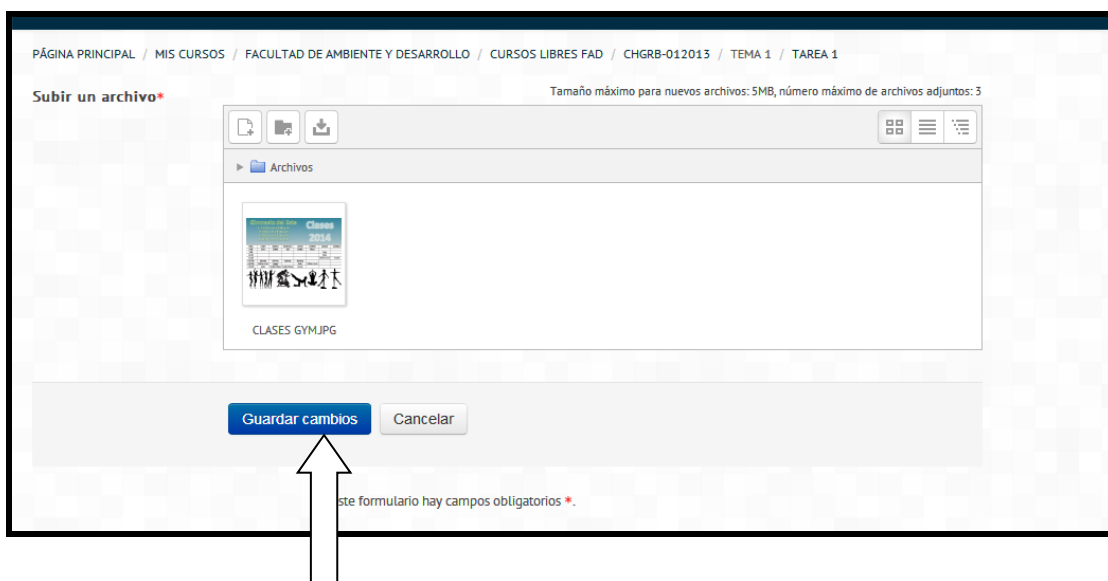 PÁGINA PRINCIPAL / MIS CURSOS / FACULTAD DE AMBIENTE Y DESARROLLO / CURSOS LIBRES FAD / CHGRB-012013 / TEMA 1 / TAREA 1
Subir un archivo*
Tamaño máximo para nuevos archivos: 5MB, número máximo de archivos adjuntos: 3
Archivos
Clases
2014
CLASES GYM.JPG
Guardar cambios Cancelar
ste formulario hay campos obligatorios *.